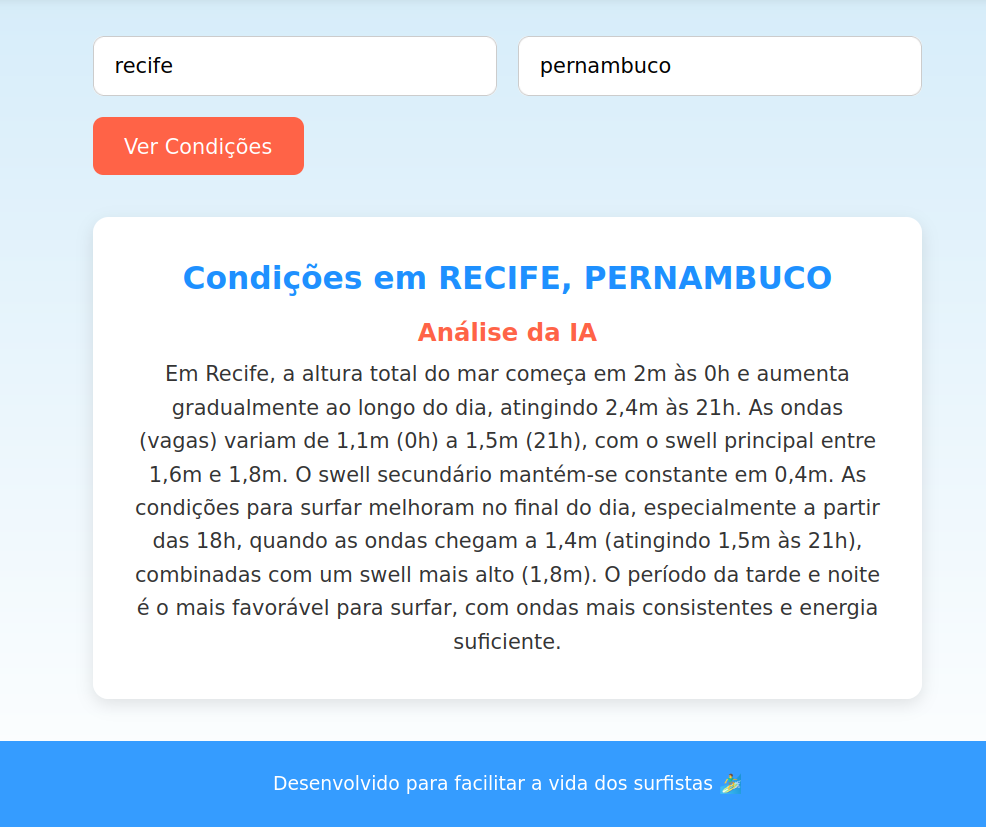 recife
pernambuco
Ver Condições
Condições em RECIFE, PERNAMBUCO
Análise da IA
Em Recife, a altura total do mar começa em 2m às 0h e aumenta
gradualmente ao longo do dia, atingindo 2,4m às 21h. As ondas
(vagas) variam de 1,1m (0h) a 1,5m (21h), com o swell principal entre
1,6m e 1,8m. O swell secundário mantém-se constante em 0,4m. As
condições para surfar melhoram no final do dia, especialmente a partir
das 18h, quando as ondas chegam a 1,4m (atingindo 1,5m às 21h),
combinadas com um swell mais alto (1,8m). O período da tarde e noite
é o mais favorável para surfar, com ondas mais consistentes e energia
suficiente.
Desenvolvido para facilitar a vida dos surfistas 🏄